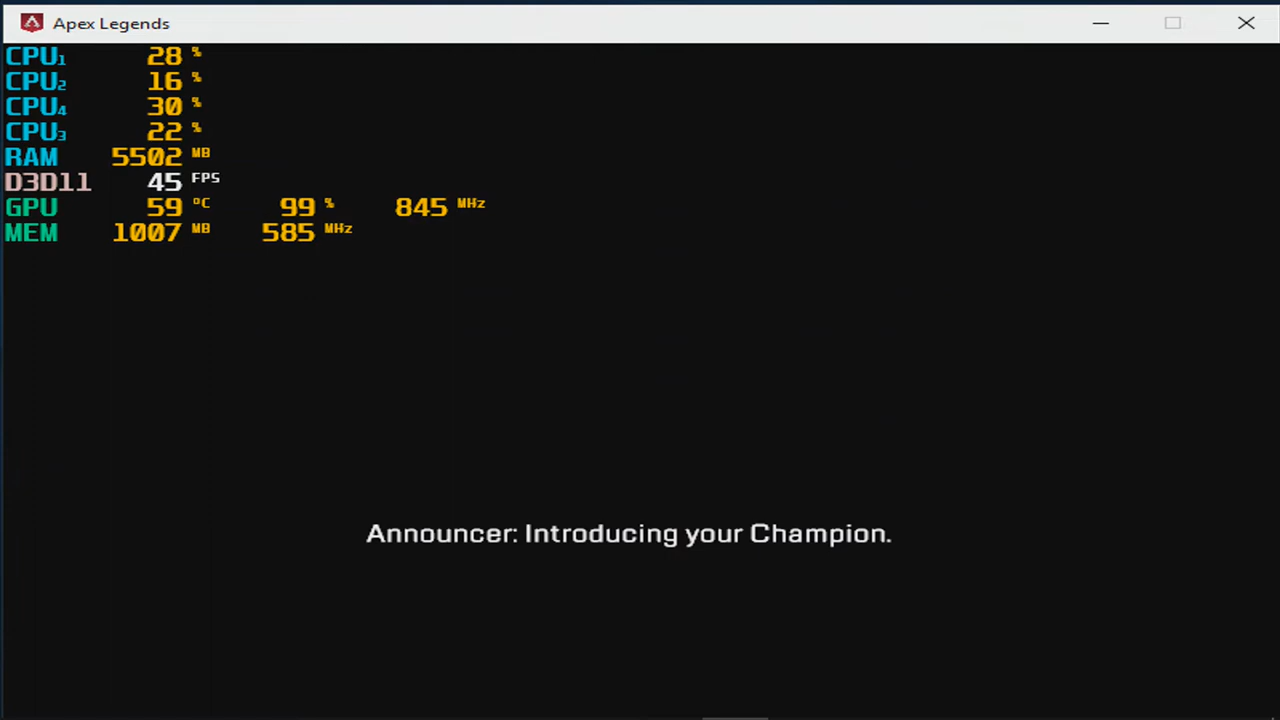 Apex Legends
CPU₁ 28 %
CPU₂ 16 %
CPU₄ 30 %
CPU₃ 22 %
RAM 5502 MB
D3D11 45 FPS
GPU 59 °C 99 % 845 MHz
MEM 1007 MB 585 MHz
Announcer: Introducing your Champion.